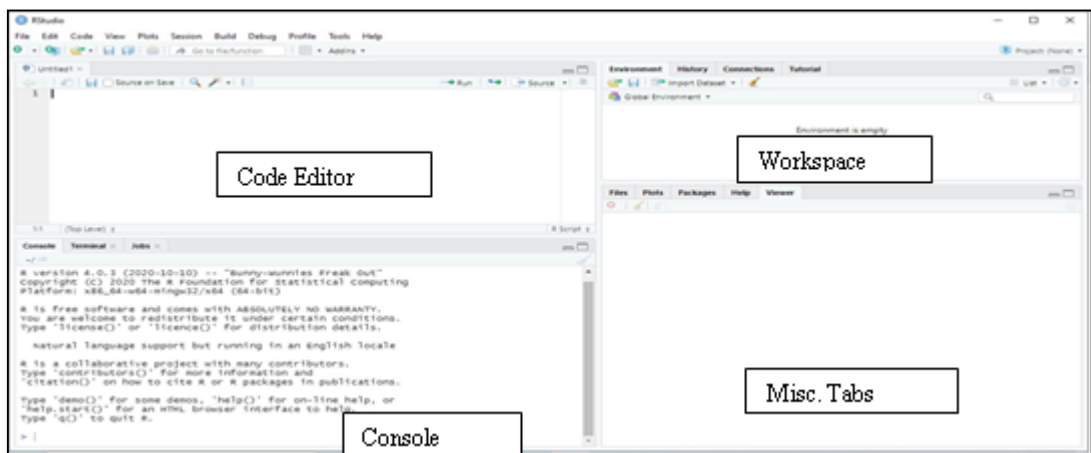 RStudio
File Edit Code View Plots Session Build Debug Profile Tools Help
Go to file/function Addins Project: (None)
Untitled1
Source on Save Run Source
1
Code Editor
1:1 (Top Level) R Script
Console Terminal Jobs
~/
R version 4.0.3 (2020-10-10) -- "Bunny-Wunnies Freak Out"
Copyright (C) 2020 The R Foundation for Statistical Computing
Platform: x86_64-w64-mingw32/x64 (64-bit)
R is free software and comes with ABSOLUTELY NO WARRANTY.
You are welcome to redistribute it under certain conditions.
Type 'license()' or 'licence()' for distribution details.
Natural language support but running in an English locale
R is a collaborative project with many contributors.
Type 'contributors()' for more information and
'citation()' on how to cite R or R packages in publications.
Type 'demo()' for some demos, 'help()' for on-line help, or
'help.start()' for an HTML browser interface to help.
Type 'q()' to quit R.
>
Console
Environment History Connections Tutorial
Import Dataset List
Global Environment
Environment is empty
Workspace
Files Plots Packages Help Viewer
Misc. Tabs